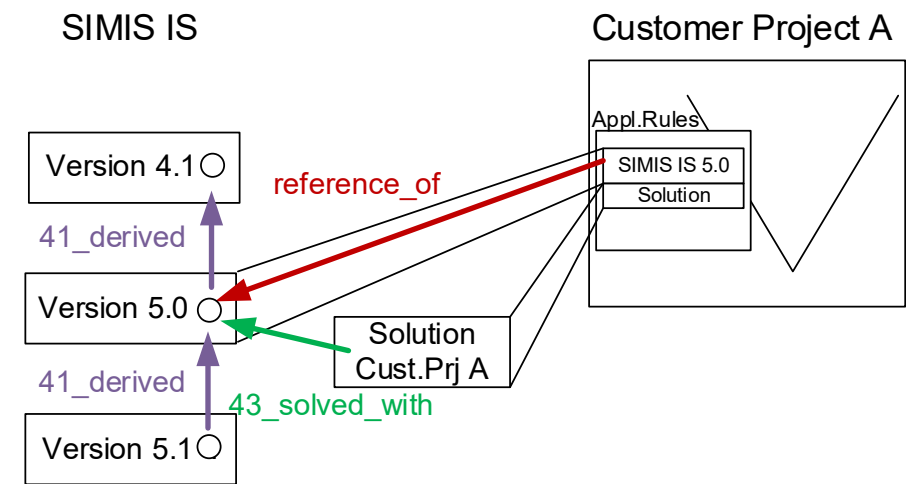 SIMIS IS
Customer Project A
Appl.Rules
Version 4.1
SIMIS IS 5.0
reference_of
Solution
41_derived
Version 5.0
Solution
Cust.Prj A
41_derived
43_solved_with
Version 5.1